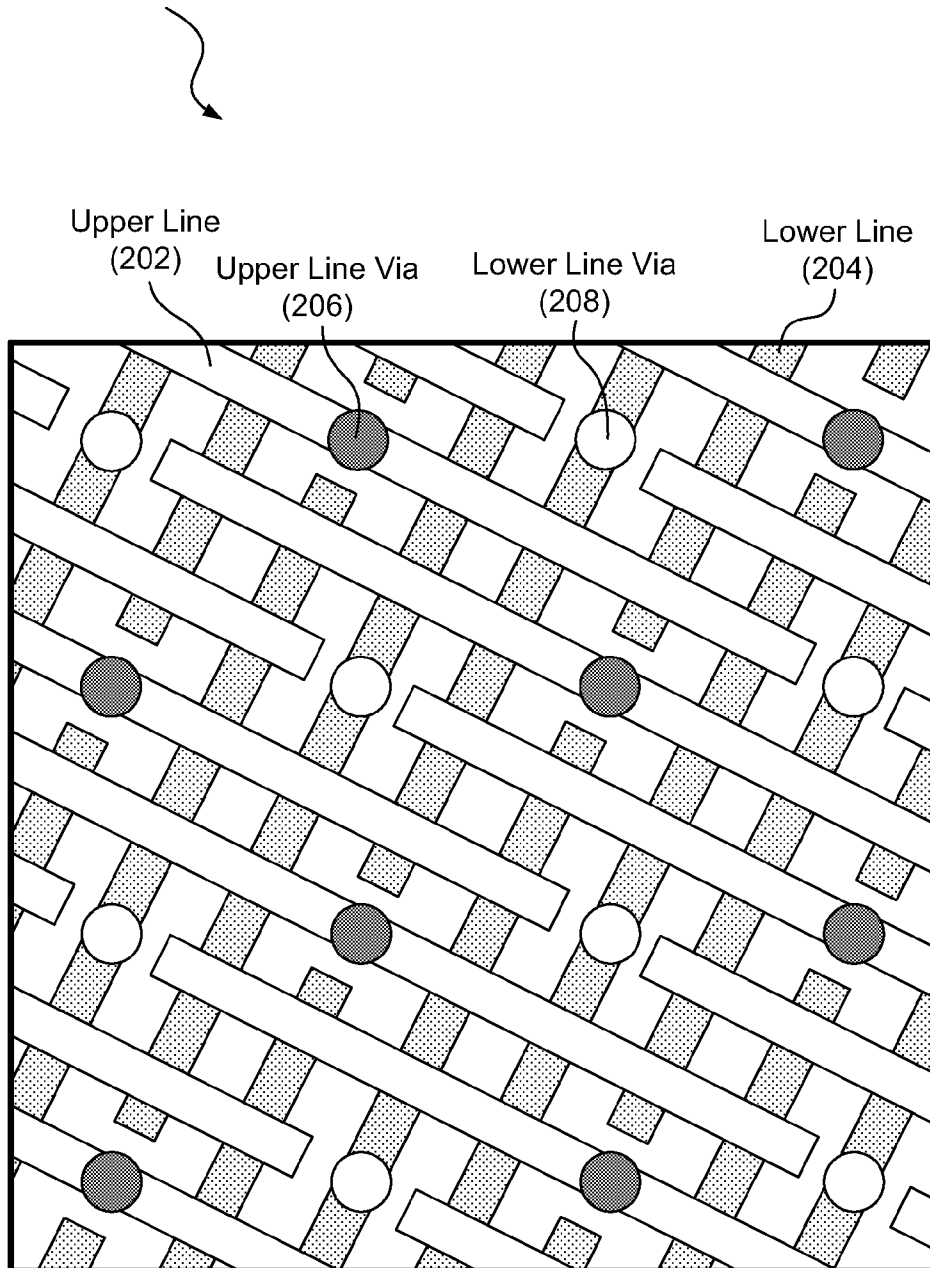 Upper Line
(202)
Upper Line Via
(206)
Lower Line Via
(208)
Lower Line
(204)